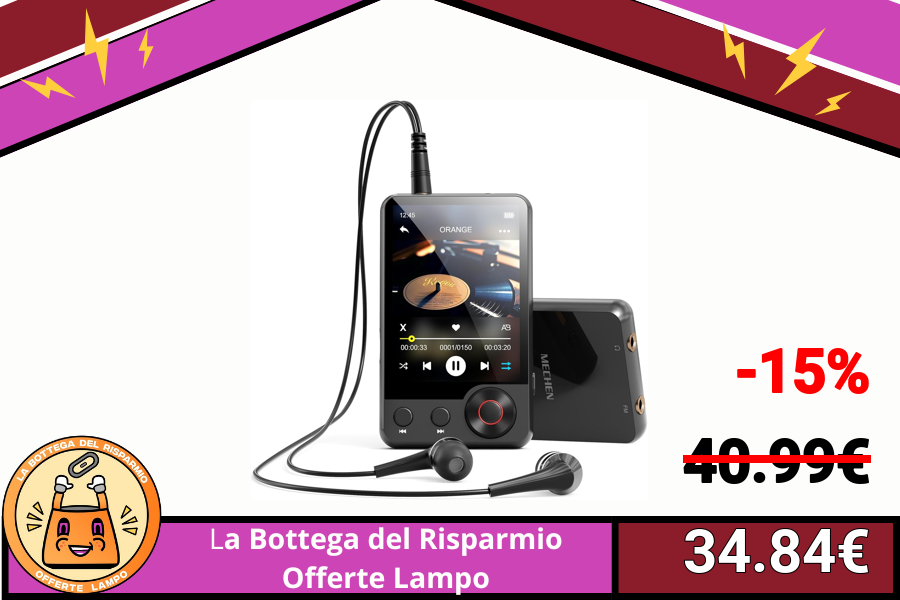 12:45
ORANGE
X
A-B
00:00:33 0001/0150 00:03:20
MECHEN
FM
-15%
40.99€
34.84€
LA BOTTEGA DEL RISPARMIO
OFFERTE LAMPO
La Bottega del Risparmio
Offerte Lampo